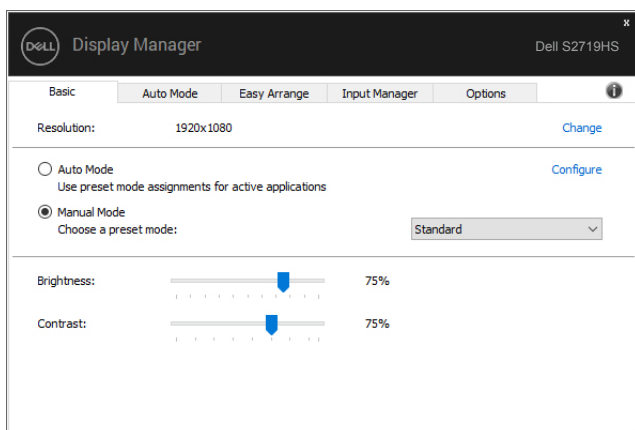 x
DELL Display Manager Dell S2719HS
Basic Auto Mode Easy Arrange Input Manager Options i
Resolution: 1920x1080 Change
Auto Mode Configure
Use preset mode assignments for active applications
Manual Mode
Choose a preset mode: Standard
Brightness: 75%
Contrast: 75%